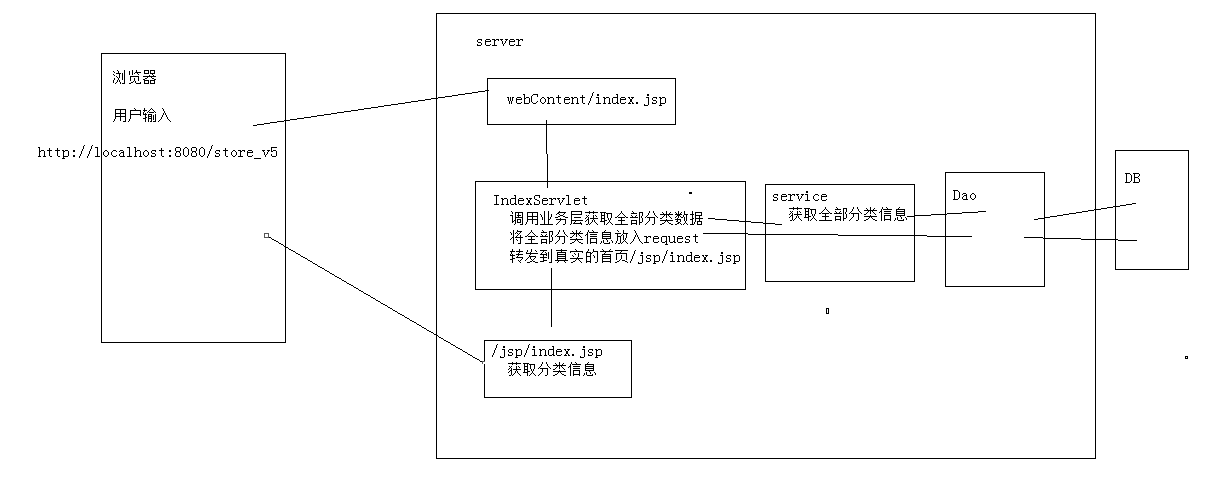 浏览器
用户输入
http://localhost:8080/store_v5
server
webContent/index.jsp
IndexServlet
调用业务层获取全部分类数据
将全部分类信息放入request
转发到真实的首页/jsp/index.jsp
service
获取全部分类信息
Dao
DB
/jsp/index.jsp
获取分类信息